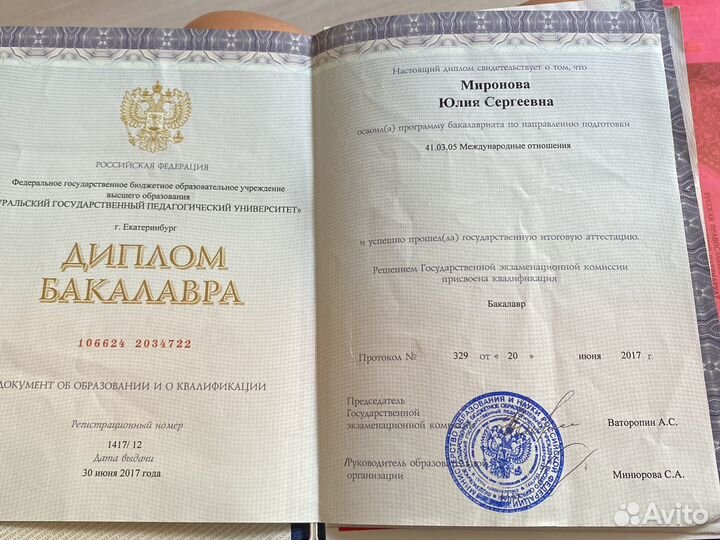 РОССИЙСКАЯ ФЕДЕРАЦИЯ
Федеральное государственное бюджетное образовательное учреждение
высшего образования
УРАЛЬСКИЙ ГОСУДАРСТВЕННЫЙ ПЕДАГОГИЧЕСКИЙ УНИВЕРСИТЕТ»
г. Екатеринбург
ДИПЛОМ
БАКАЛАВРА
106624 2034722
ДОКУМЕНТ ОБ ОБРАЗОВАНИИ И О КВАЛИФИКАЦИИ
Регистрационный номер
1417/ 12
Дата выдачи
30 июня 2017 года
Настоящий диплом свидетельствует о том, что
Миронова
Юлия Сергеевна
освоил(а) программу бакалавриата по направлению подготовки
41.03.05 Международные отношения
и успешно прошел(ла) государственную итоговую аттестацию.
Решением Государственной экзаменационной комиссии
присвоена квалификация
Бакалавр
Протокол № 329 от « 20 » июня 2017 г.
Председатель
Государственной
экзаменационной Ваторопин А.С.
Руководитель образовательной
организации Минюрова С.А.
Avito